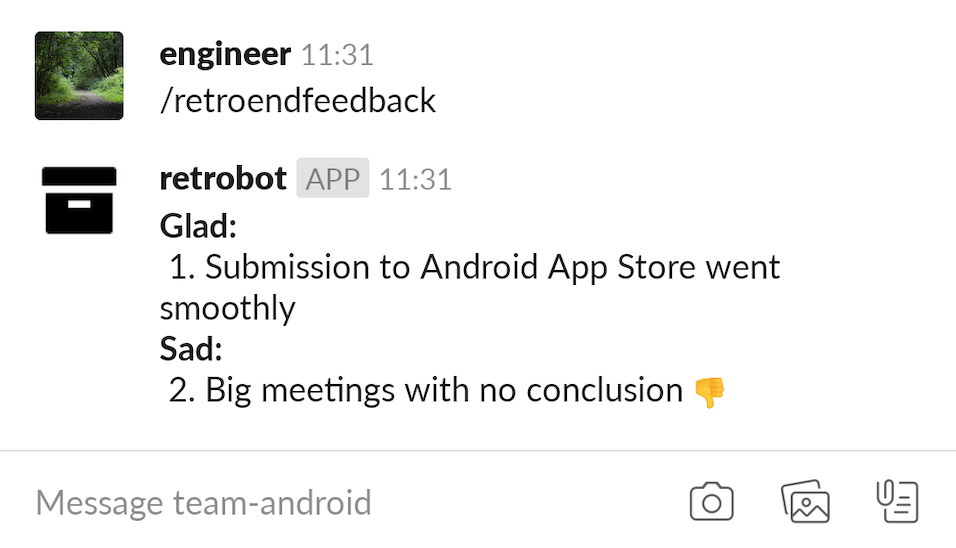 engineer 11:31
/retroendfeedback
retrobot APP 11:31
Glad:
1. Submission to Android App Store went
smoothly
Sad:
2. Big meetings with no conclusion 👎
Message team-android